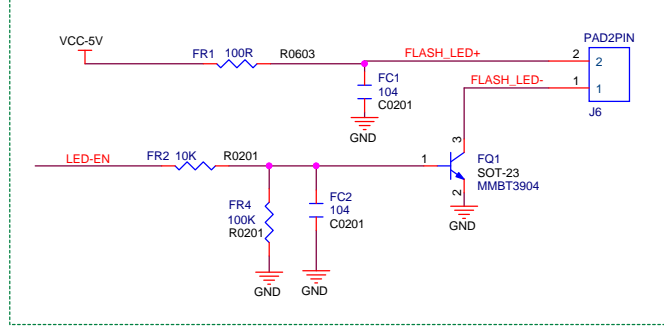 VCC-5V
FR1 100R R0603
FLASH_LED+
PAD2PIN
2 2
FLASH_LED-
1 1
J6
FC1
104
C0201
GND
LED-EN
FR2 10K R0201
1
3
2
FQ1
SOT-23
MMBT3904
GND
FR4
100K
R0201
GND
FC2
104
C0201
GND